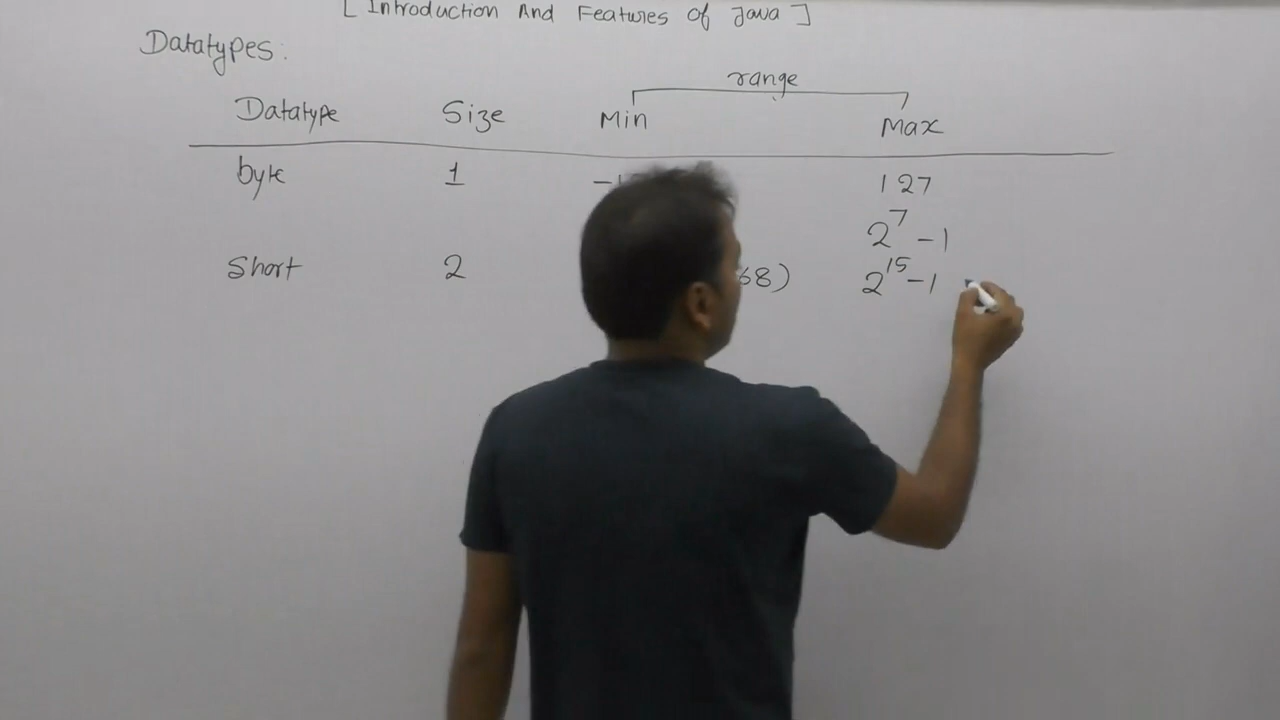 [ Introduction And Features of Java ]
Datatypes:
range
Datatype Size Min Max
byte 1 127
2^7 - 1
Short 2 68) 2^15 - 1